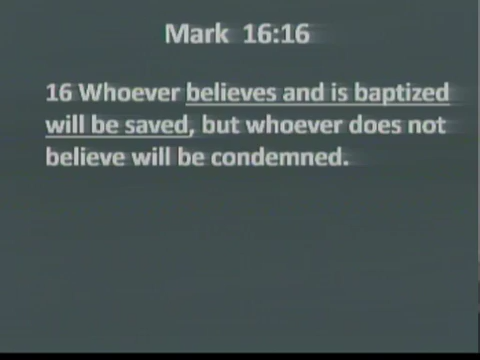 Mark 16:16
16 Whoever believes and is baptized
will be saved, but whoever does not
believe will be condemned.